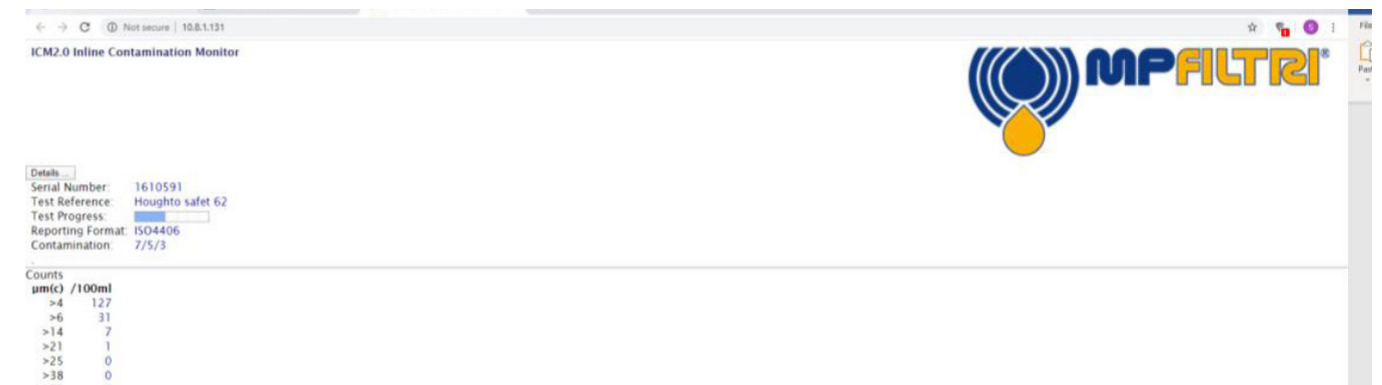 Not secure | 10.8.1.131
File
ICM2.0 Inline Contamination Monitor
MPFILTRI®
Details ...
Serial Number: 1610591
Test Reference: Houghto safet 62
Test Progress:
Reporting Format: ISO4406
Contamination: 7/5/3
Counts
µm(c) /100ml
>4 127
>6 31
>14 7
>21 1
>25 0
>38 0